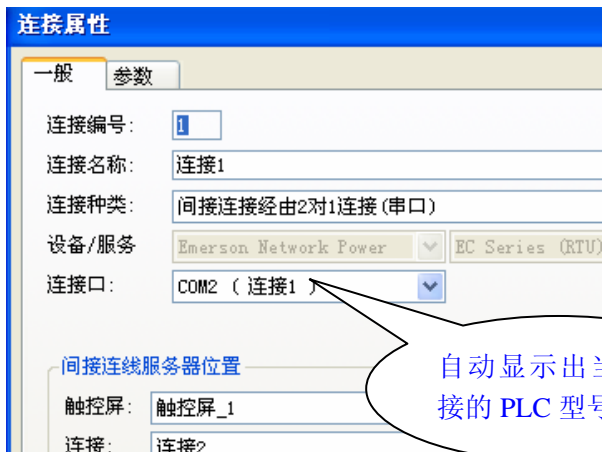 连接属性
一般 参数
连接编号: 1
连接名称: 连接1
连接种类: 间接连接经由2对1连接(串口)
设备/服务 Emerson Network Power EC Series (RTU)
连接口: COM2 ( 连接1 )
间接连线服务器位置
自动显示出
触控屏: 触控屏_1
接的 PLC 型号
连接: 连接2